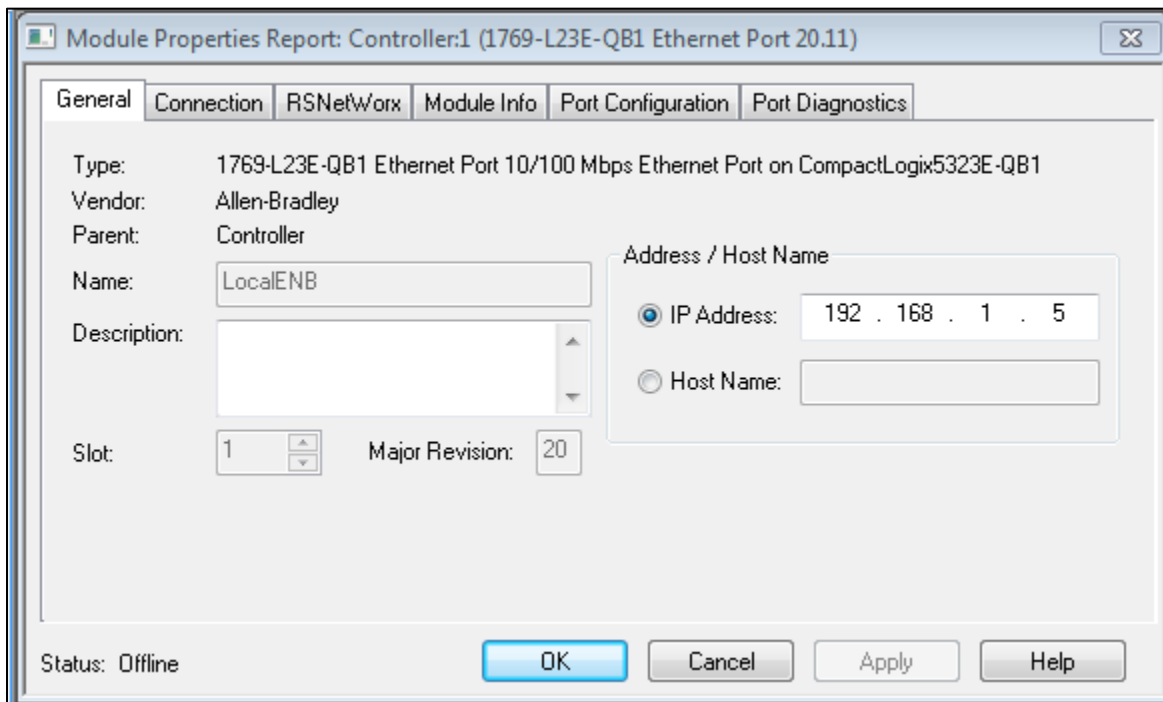 Module Properties Report: Controller:1 (1769-L23E-QB1 Ethernet Port 20.11)
General Connection RSNetWorx Module Info Port Configuration Port Diagnostics
Type: 1769-L23E-QB1 Ethernet Port 10/100 Mbps Ethernet Port on CompactLogix5323E-QB1
Vendor: Allen-Bradley
Parent: Controller
Name: LocalENB
Description:
Slot: 1 Major Revision: 20
Address / Host Name
IP Address: 192 . 168 . 1 . 5
Host Name:
Status: Offline OK Cancel Apply Help